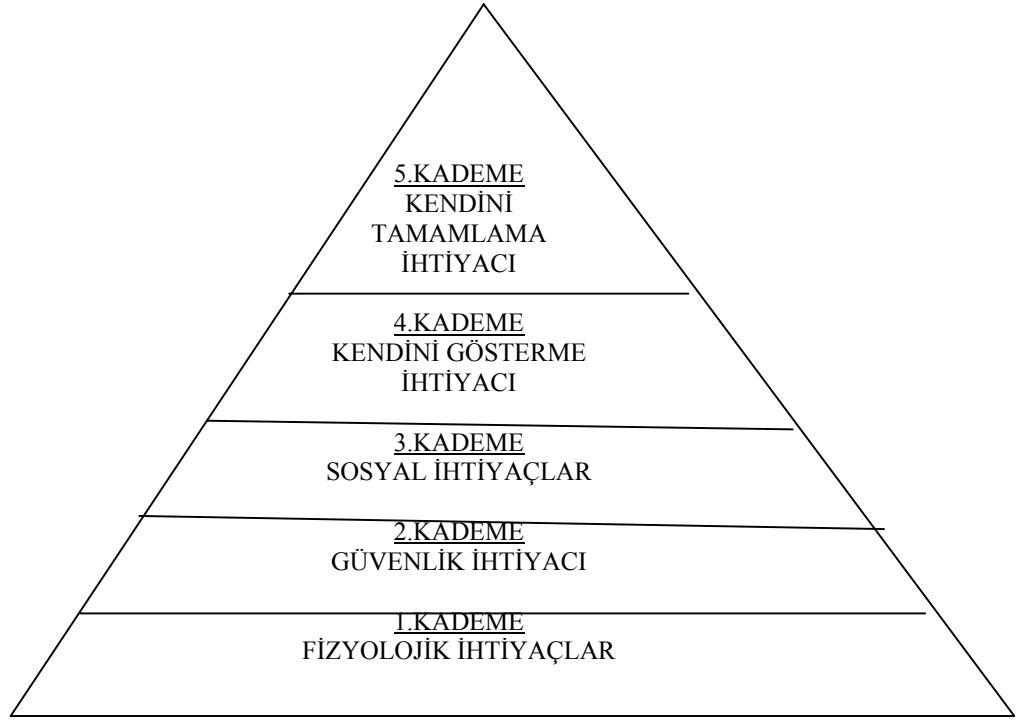 5.KADEME
KENDİNİ
TAMAMLAMA
İHTİYACI
4.KADEME
KENDİNİ GÖSTERME
İHTİYACI
3.KADEME
SOSYAL İHTİYAÇLAR
2.KADEME
GÜVENLİK İHTİYACI
1.KADEME
FİZYOLOJİK İHTİYAÇLAR